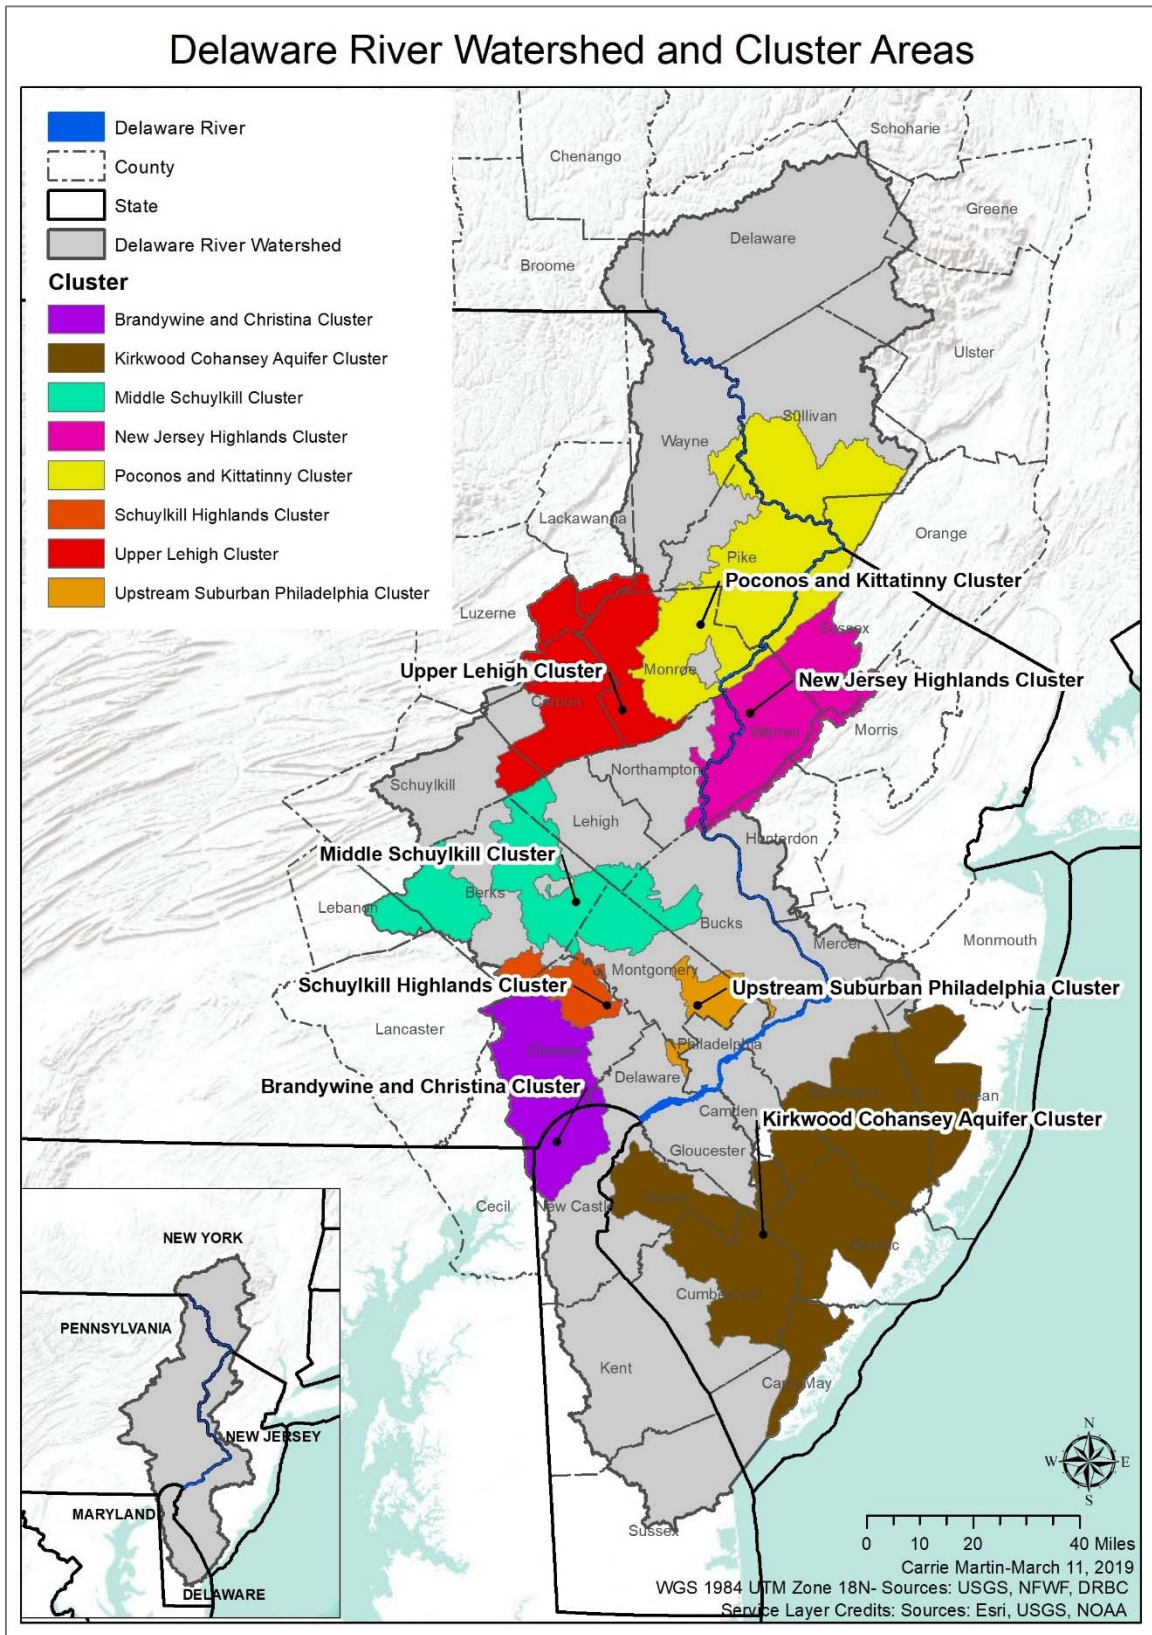 Delaware River Watershed and Cluster Areas
Delaware River
County
State
Delaware River Watershed
Cluster
Brandywine and Christina Cluster
Kirkwood Cohansey Aquifer Cluster
Middle Schuylkill Cluster
New Jersey Highlands Cluster
Poconos and Kittatinny Cluster
Schuylkill Highlands Cluster
Upper Lehigh Cluster
Upstream Suburban Philadelphia Cluster
Schoharie
Chenango
Greene
Delaware
Broome
Ulster
Sullivan
Wayne
Lackawanna
Orange
Pike
Poconos and Kittatinny Cluster
Luzerne
Sussex
Monroe
Upper Lehigh Cluster
New Jersey Highlands Cluster
Carbon
Warren
Morris
Northampton
Schuylkill
Lehigh
Hunterdon
Middle Schuylkill Cluster
Berks
Lebanon
Bucks
Mercer
Monmouth
Montgomery
Schuylkill Highlands Cluster
Upstream Suburban Philadelphia Cluster
Lancaster
Philadelphia
Chester
Delaware
Brandywine and Christina Cluster
Burlington
Ocean
Camden
Kirkwood Cohansey Aquifer Cluster
Gloucester
Cecil
New Castle
Salem
Atlantic
Cumberland
Kent
Cape May
Sussex
NEW YORK
PENNSYLVANIA
NEW JERSEY
MARYLAND
DELAWARE
N
W E
S
0 10 20 40 Miles
Carrie Martin-March 11, 2019
WGS 1984 UTM Zone 18N- Sources: USGS, NFWF, DRBC
Service Layer Credits: Sources: Esri, USGS, NOAA